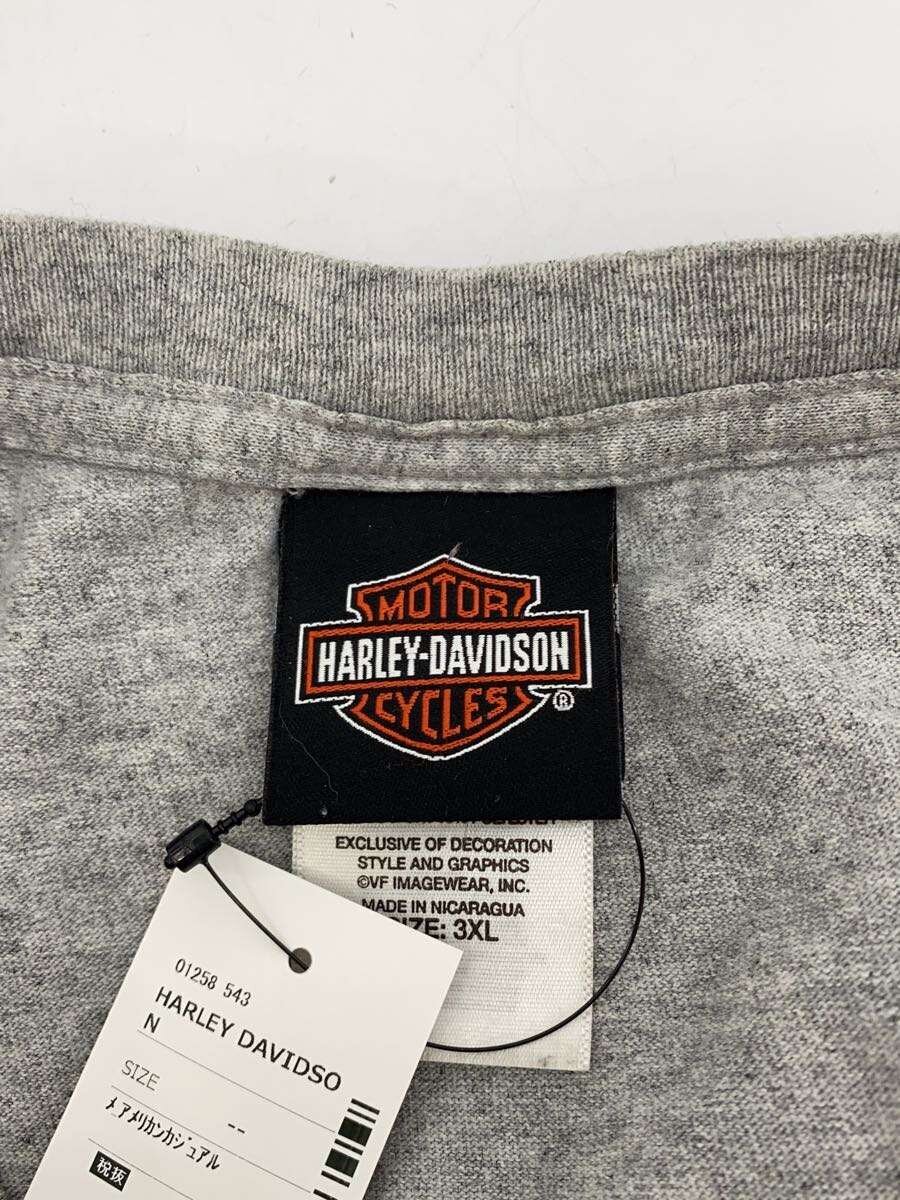 MOTOR
HARLEY-DAVIDSON
CYCLES
®
EXCLUSIVE OF DECORATION
STYLE AND GRAPHICS
©VF IMAGEWEAR, INC.
MADE IN NICARAGUA
SIZE: 3XL
01258 543
HARLEY DAVIDSO
N
SIZE
--
メ アメリカンカジュアル
税抜